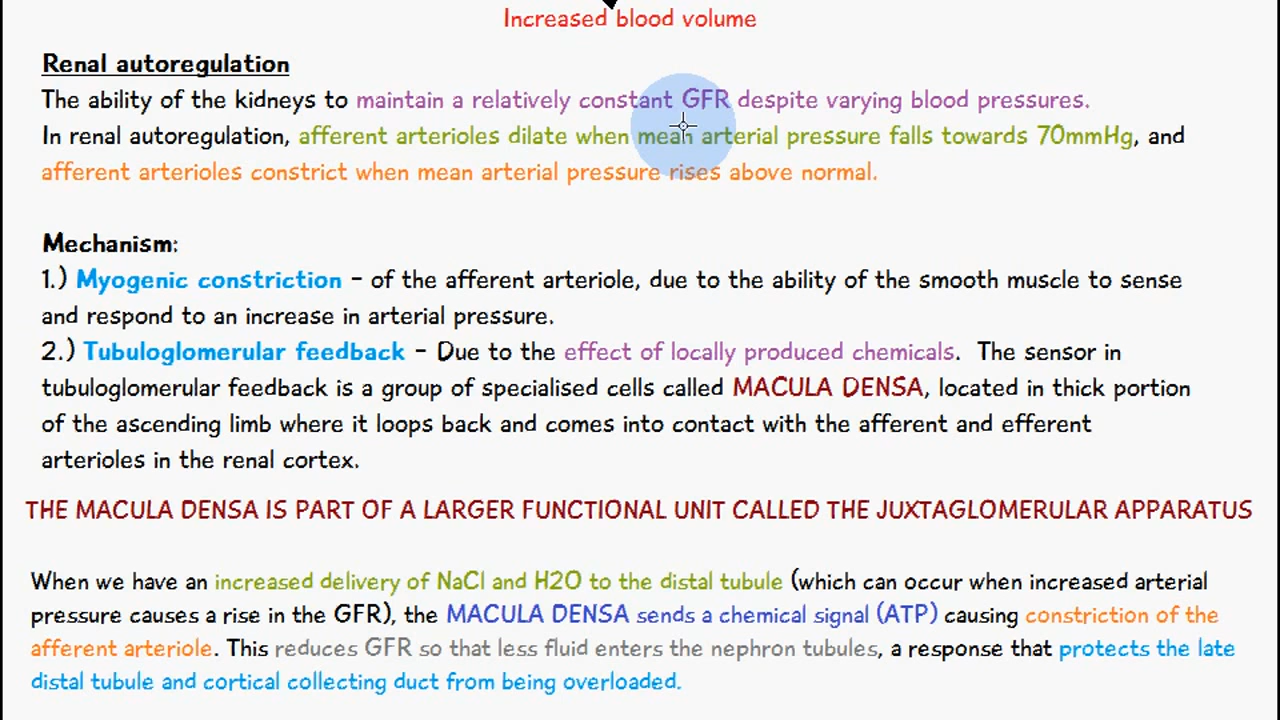 Increased blood volume
Renal autoregulation
The ability of the kidneys to maintain a relatively constant GFR despite varying blood pressures.
In renal autoregulation, afferent arterioles dilate when mean arterial pressure falls towards 70mmHg, and
afferent arterioles constrict when mean arterial pressure rises above normal.
Mechanism:
1.) Myogenic constriction - of the afferent arteriole, due to the ability of the smooth muscle to sense
and respond to an increase in arterial pressure.
2.) Tubuloglomerular feedback - Due to the effect of locally produced chemicals. The sensor in
tubuloglomerular feedback is a group of specialised cells called MACULA DENSA, located in thick portion
of the ascending limb where it loops back and comes into contact with the afferent and efferent
arterioles in the renal cortex.
THE MACULA DENSA IS PART OF A LARGER FUNCTIONAL UNIT CALLED THE JUXTAGLOMERULAR APPARATUS
When we have an increased delivery of NaCl and H2O to the distal tubule (which can occur when increased arterial
pressure causes a rise in the GFR), the MACULA DENSA sends a chemical signal (ATP) causing constriction of the
afferent arteriole. This reduces GFR so that less fluid enters the nephron tubules, a response that protects the late
distal tubule and cortical collecting duct from being overloaded.